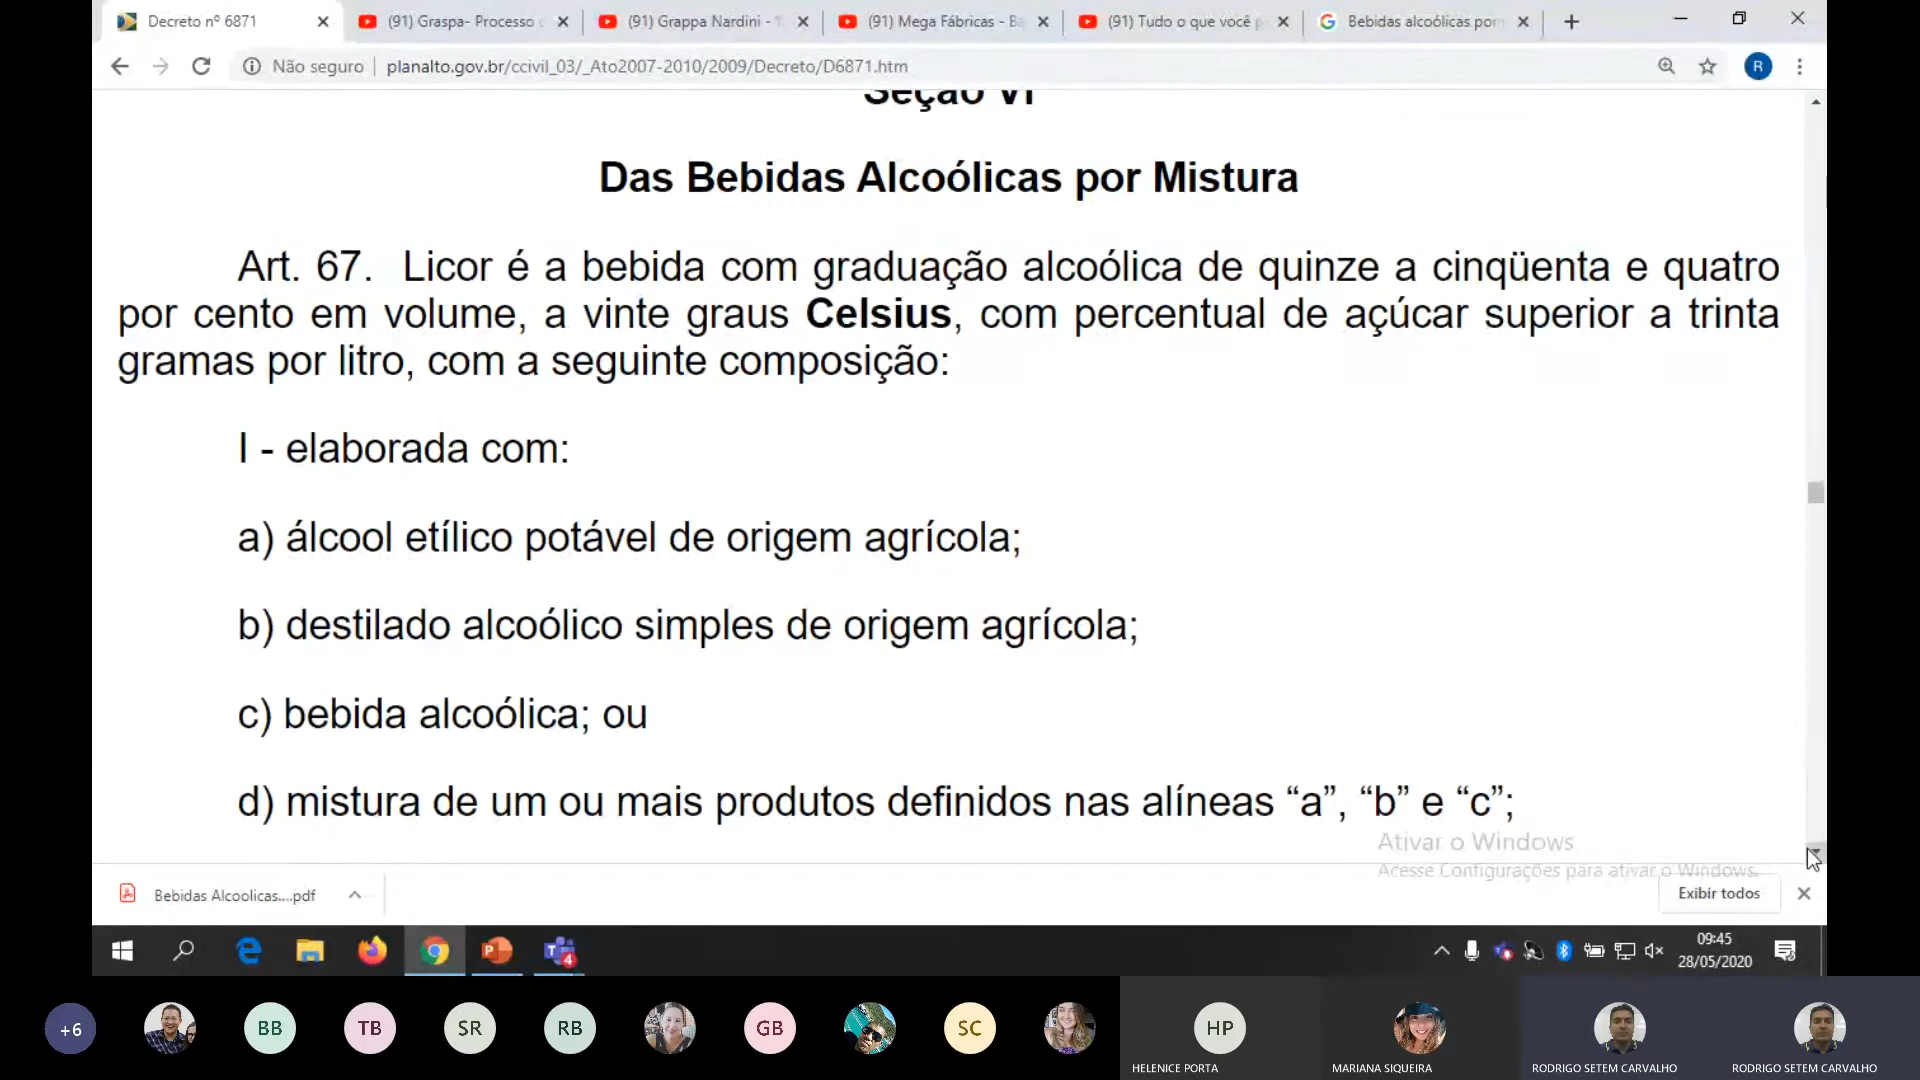 Decreto nº 6871
(91) Graspa- Processo
(91) Grappa Nardini -
(91) Mega Fábricas - Ba
(91) Tudo o que você p
Bebidas alcoólicas por
Não seguro
planalto.gov.br/ccivil_03/_Ato2007-2010/2009/Decreto/D6871.htm
R
Seção VI
Das Bebidas Alcoólicas por Mistura
Art. 67. Licor é a bebida com graduação alcoólica de quinze a cinqüenta e quatro
por cento em volume, a vinte graus Celsius, com percentual de açúcar superior a trinta
gramas por litro, com a seguinte composição:
I - elaborada com:
a) álcool etílico potável de origem agrícola;
b) destilado alcoólico simples de origem agrícola;
c) bebida alcoólica; ou
d) mistura de um ou mais produtos definidos nas alíneas “a”, “b” e “c”;
Ativar o Windows
Acesse Configurações para ativar o Windows.
Bebidas Alcoolicas....pdf
Exibir todos
4
09:45
28/05/2020
+6
BB
TB
SR
RB
GB
SC
HP
HELENICE PORTA
MARIANA SIQUEIRA
RODRIGO SETEM CARVALHO
RODRIGO SETEM CARVALHO